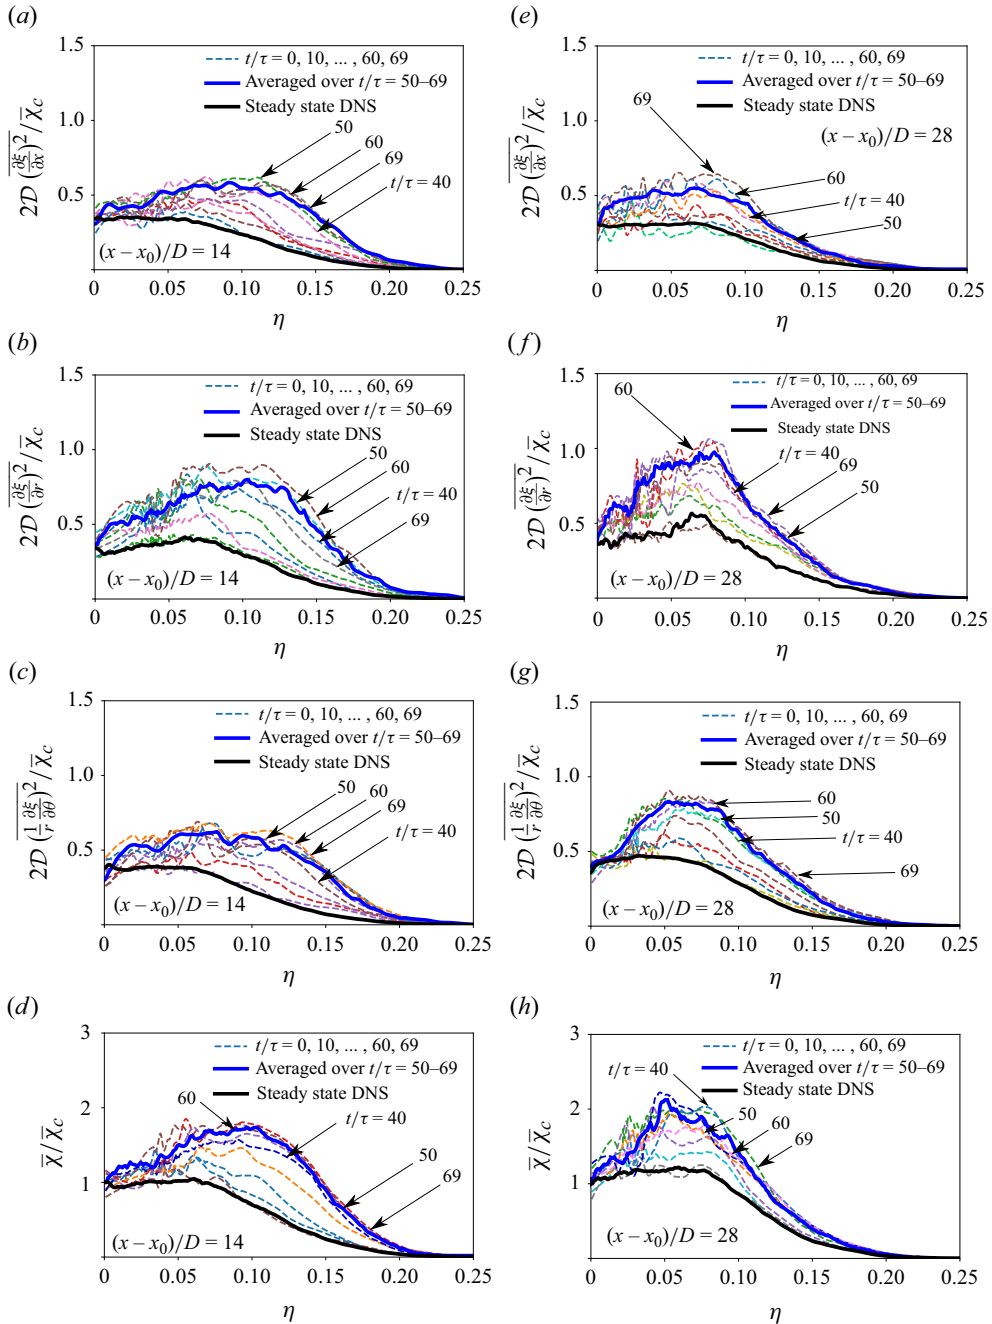 (a)
1.5
1.0
0.5
0
0.05
0.10
0.15
0.20
0.25
η
2𝒟 (∂ξ/∂x)² / χ̄c
t/τ = 0, 10, ... , 60, 69
Averaged over t/τ = 50–69
Steady state DNS
50
60
69
t/τ = 40
(x – x0)/D = 14
(e)
1.5
1.0
0.5
0
0.05
0.10
0.15
0.20
0.25
η
2𝒟 (∂ξ/∂x)² / χ̄c
t/τ = 0, 10, ... , 60, 69
Averaged over t/τ = 50–69
Steady state DNS
69
(x – x0)/D = 28
60
t/τ = 40
50
(b)
1.5
1.0
0.5
0
0.05
0.10
0.15
0.20
0.25
η
2𝒟 (∂ξ/∂r)² / χ̄c
t/τ = 0, 10, ... , 60, 69
Averaged over t/τ = 50–69
Steady state DNS
50
60
t/τ = 40
69
(x – x0)/D = 14
(f)
1.5
1.0
0.5
0
0.05
0.10
0.15
0.20
0.25
η
2𝒟 (∂ξ/∂r)² / χ̄c
t/τ = 0, 10, ... , 60, 69
Averaged over t/τ = 50–69
Steady state DNS
60
t/τ = 40
69
50
(x – x0)/D = 28
(c)
1.5
1.0
0.5
0
0.05
0.10
0.15
0.20
0.25
η
2𝒟 (1/r ∂ξ/∂θ)² / χ̄c
t/τ = 0, 10, ... , 60, 69
Averaged over t/τ = 50–69
Steady state DNS
50
60
69
t/τ = 40
(x – x0)/D = 14
(g)
1.5
1.0
0.5
0
0.05
0.10
0.15
0.20
0.25
η
2𝒟 (1/r ∂ξ/∂θ)² / χ̄c
t/τ = 0, 10, ... , 60, 69
Averaged over t/τ = 50–69
Steady state DNS
60
50
t/τ = 40
69
(x – x0)/D = 28
(d)
3
2
1
0
0.05
0.10
0.15
0.20
0.25
η
χ̄/χ̄c
t/τ = 0, 10, ... , 60, 69
Averaged over t/τ = 50–69
Steady state DNS
60
t/τ = 40
50
69
(x – x0)/D = 14
(h)
3
2
1
0
0.05
0.10
0.15
0.20
0.25
η
χ̄/χ̄c
t/τ = 0, 10, ... , 60, 69
Averaged over t/τ = 50–69
Steady state DNS
t/τ = 40
50
60
69
(x – x0)/D = 28